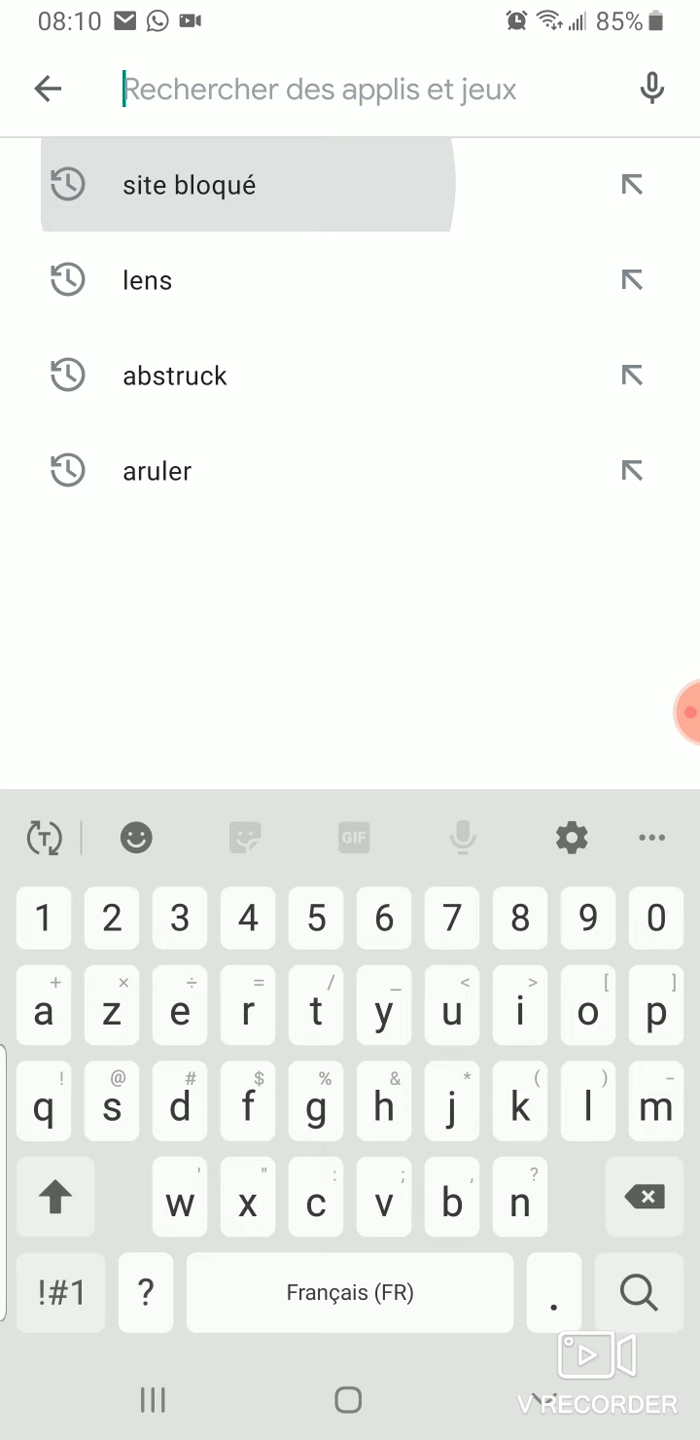 08:10 85%
Rechercher des applis et jeux
site bloqué
lens
abstruck
aruler
T GIF
1 2 3 4 5 6 7 8 9 0
+ × ÷ = / _ < > [ ]
a z e r t y u i o p
! @ # $ % & * ( ) -
q s d f g h j k l m
' " : ; , ?
w x c v b n
!#1 ? Français (FR) .
V RECORDER